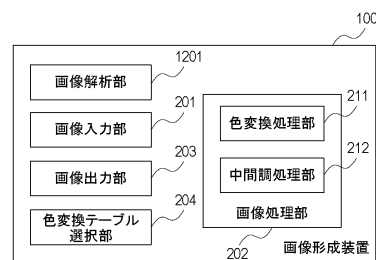 100
画像解析部
1201
画像入力部
201
画像出力部
203
色変換テーブル
選択部
204
色変換処理部
211
中間調処理部
212
画像処理部
202
画像形成装置